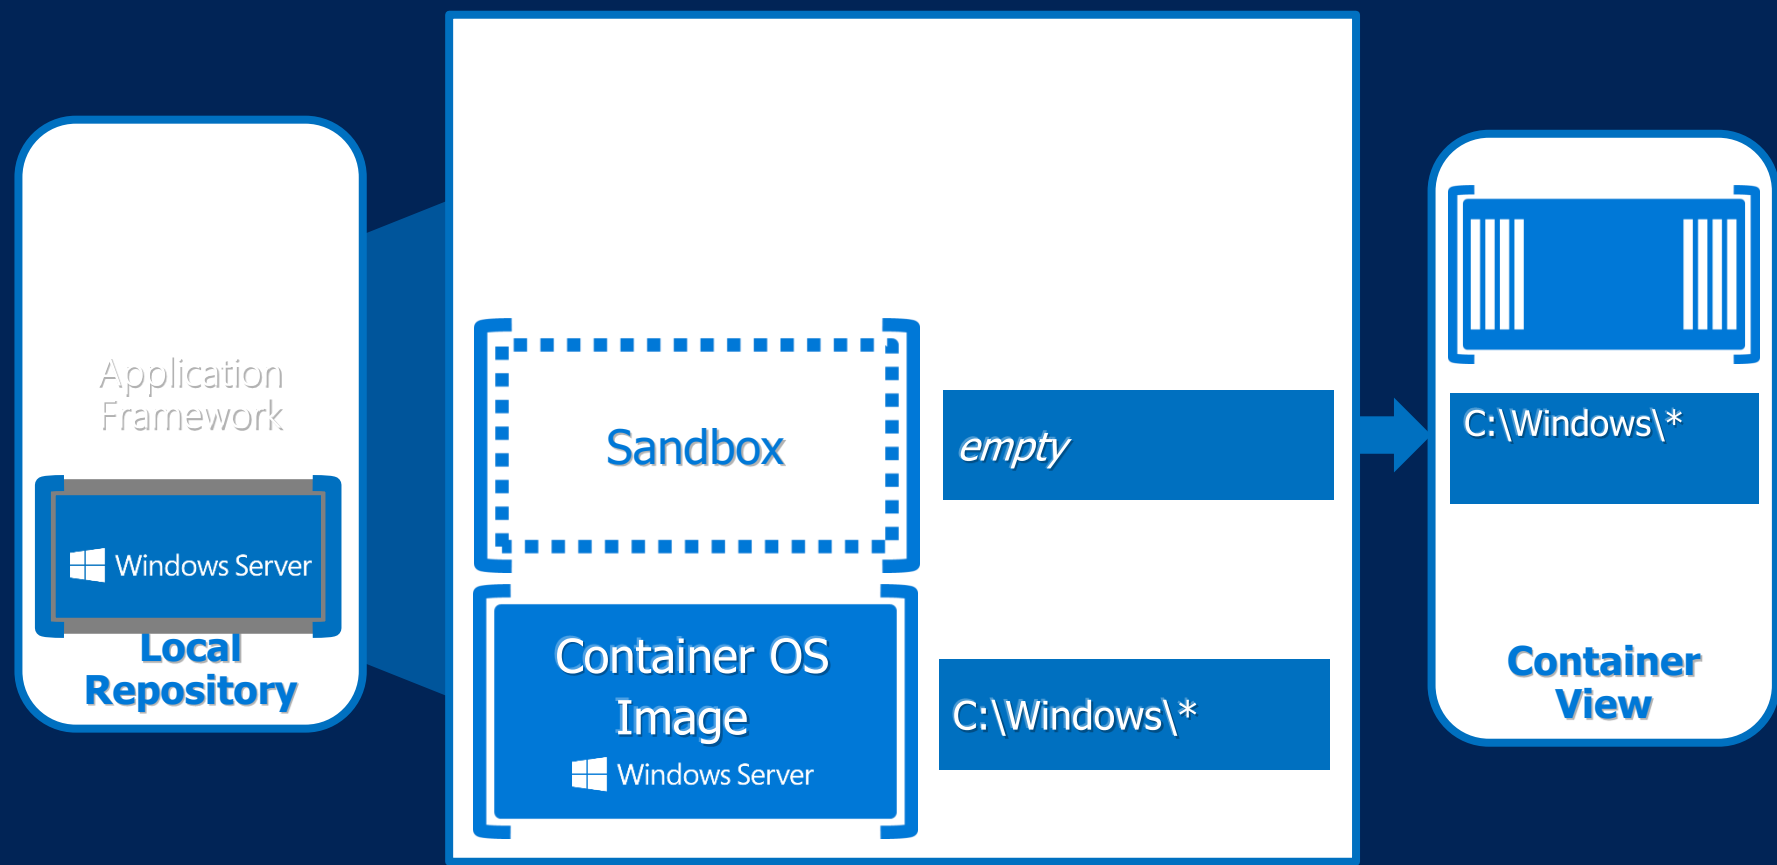 Application
Framework
Windows Server
Local
Repository
Sandbox
empty
Container OS
Image
Windows Server
C:\Windows\*
C:\Windows\*
Container
View